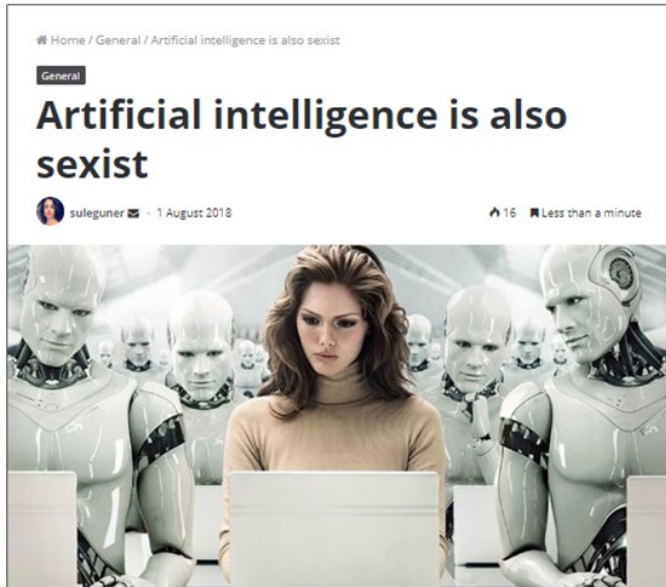 Home / General / Artificial intelligence is also sexist
General
Artificial intelligence is also
sexist
suleguner · 1 August 2018 16 Less than a minute